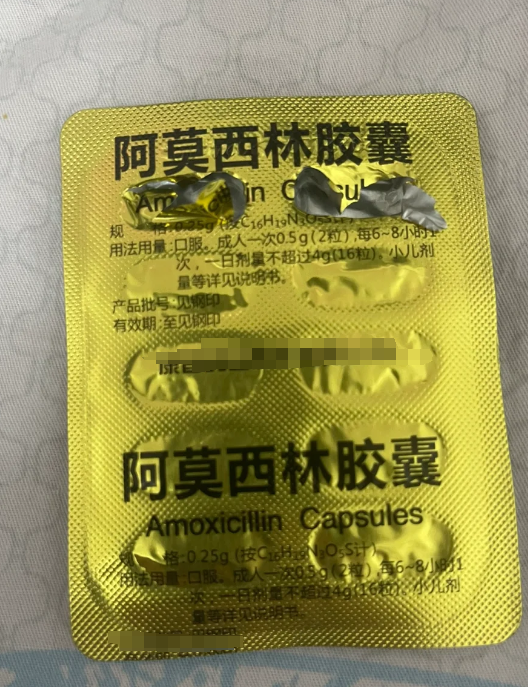 阿莫西林胶囊
规 格:0.25g (按C₁₆H₁₉N₃O₅S计)
用法用量:口服。成人一次0.5g(2粒),每6~8小时1
次,一日剂量不超过4g(16粒)。小儿剂
量等详见说明书。
产品批号:见钢印
有效期:至见钢印
阿莫西林胶囊
Amoxicillin Capsules
规 格:0.25g (按C₁₆H₁₉N₃O₅S计)
用法用量:口服。成人一次0.5g(2粒),每6~8小时1
次,一日剂量不超过4g(16粒)。小儿剂
量等详见说明书。